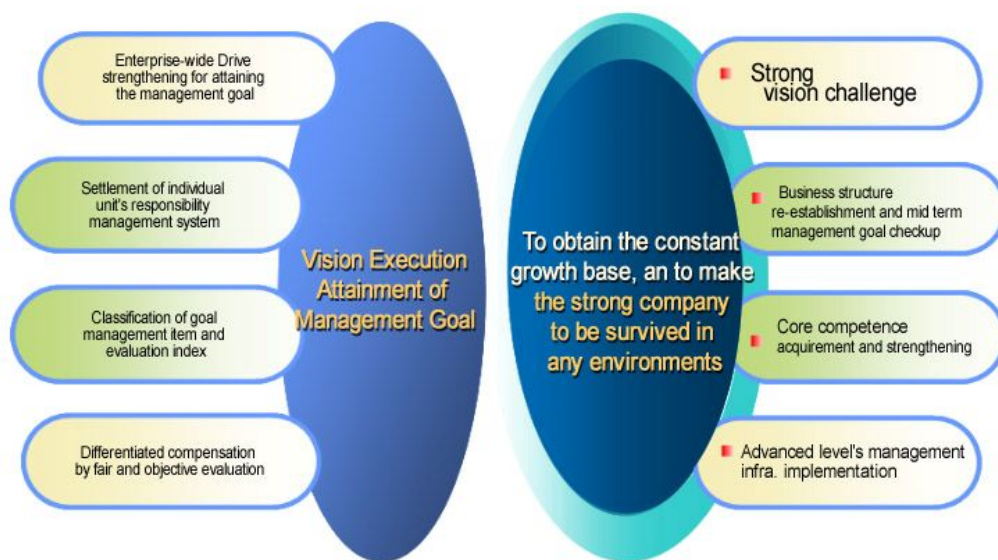 Enterprise-wide Drive
strengthening for attaining
the management goal
Settlement of individual
unit's responsibility
management system
Classification of goal
management item and
evaluation index
Differentiated compensation
by fair and objective evaluation
Vision Execution
Attainment of
Management Goal
To obtain the constant
growth base, an to make
the strong company
to be survived in
any environments
Strong
vision challenge
Business structure
re-establishment and mid term
management goal checkup
Core competence
acquirement and strengthening
Advanced level's management
infra. implementation